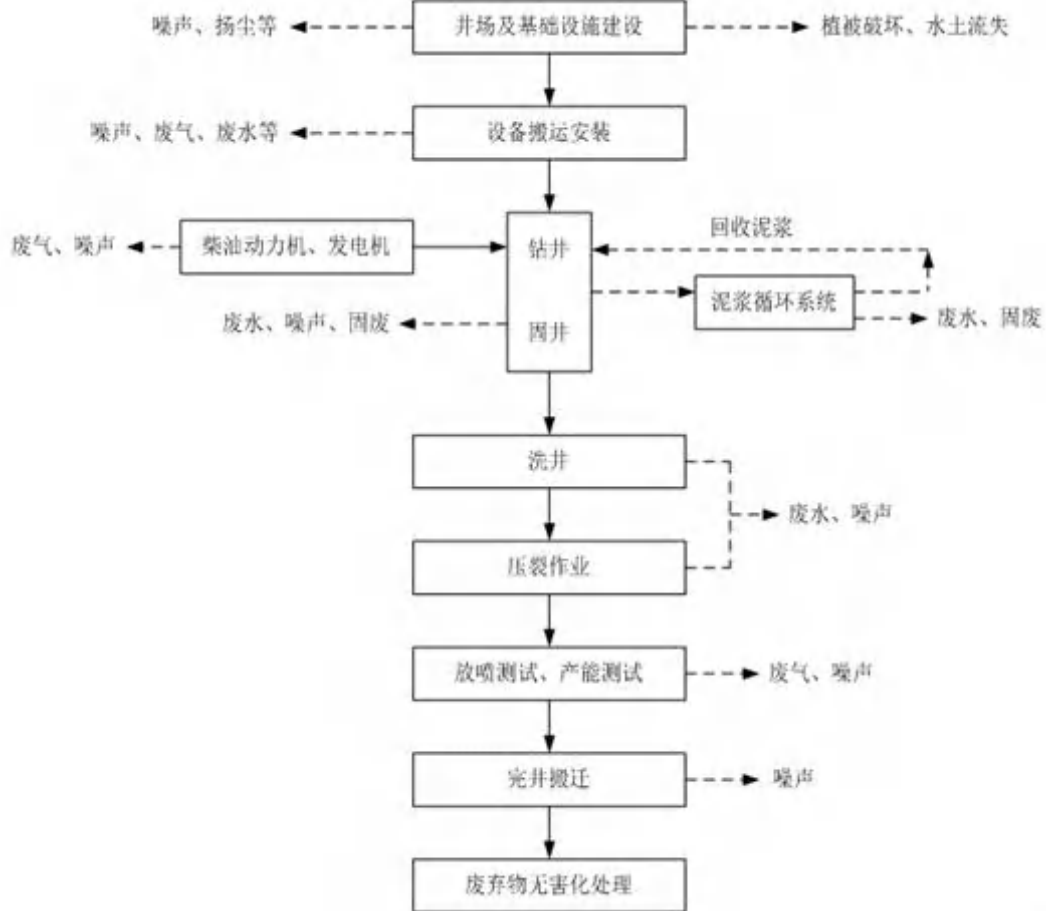 噪声、扬尘等
井场及基础设施建设
植被破坏、水土流失
噪声、废气、废水等
设备搬运安装
废气、噪声
柴油动力机、发电机
钻井
回收泥浆
泥浆循环系统
废水、噪声、固废
固井
废水、固废
洗井
废水、噪声
压裂作业
放喷测试、产能测试
废气、噪声
完井搬迁
噪声
废弃物无害化处理